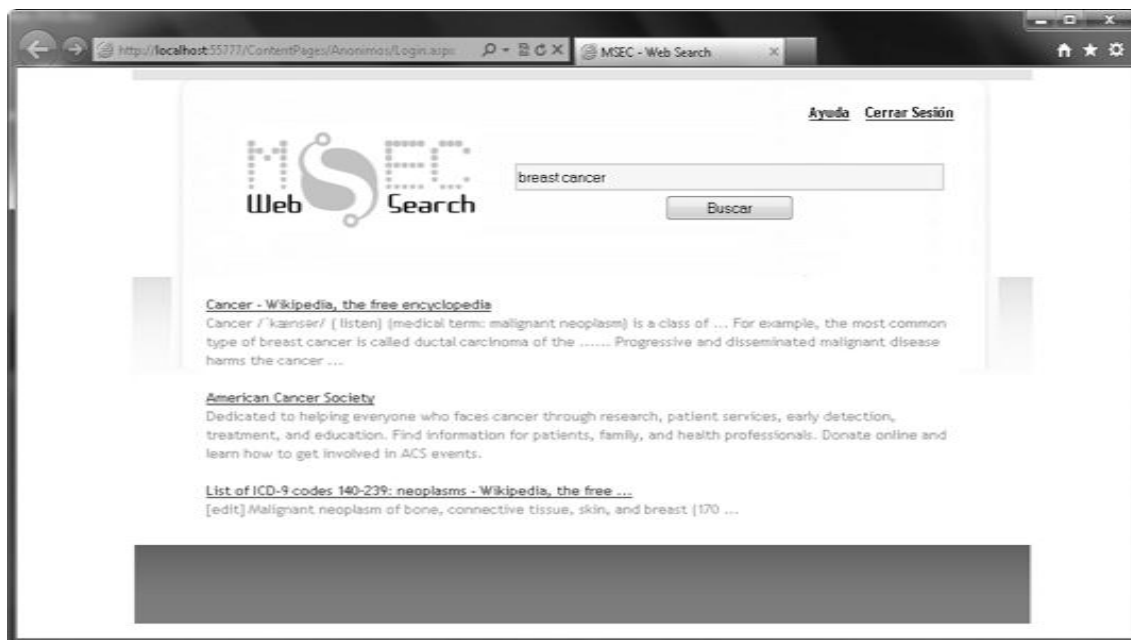 http://localhost:55777/ContentPages/Anonimos/Login.aspx
MSEC - Web Search
Ayuda Cerrar Sesión
MSEC
Web Search
breast cancer
Buscar
Cancer - Wikipedia, the free encyclopedia
Cancer /ˈkænsər/ ( listen) (medical term: malignant neoplasm) is a class of ... For example, the most common
type of breast cancer is called ductal carcinoma of the ...... Progressive and disseminated malignant disease
harms the cancer ...
American Cancer Society
Dedicated to helping everyone who faces cancer through research, patient services, early detection,
treatment, and education. Find information for patients, family, and health professionals. Donate online and
learn how to get involved in ACS events.
List of ICD-9 codes 140-239: neoplasms - Wikipedia, the free ...
[edit] Malignant neoplasm of bone, connective tissue, skin, and breast (170 ...